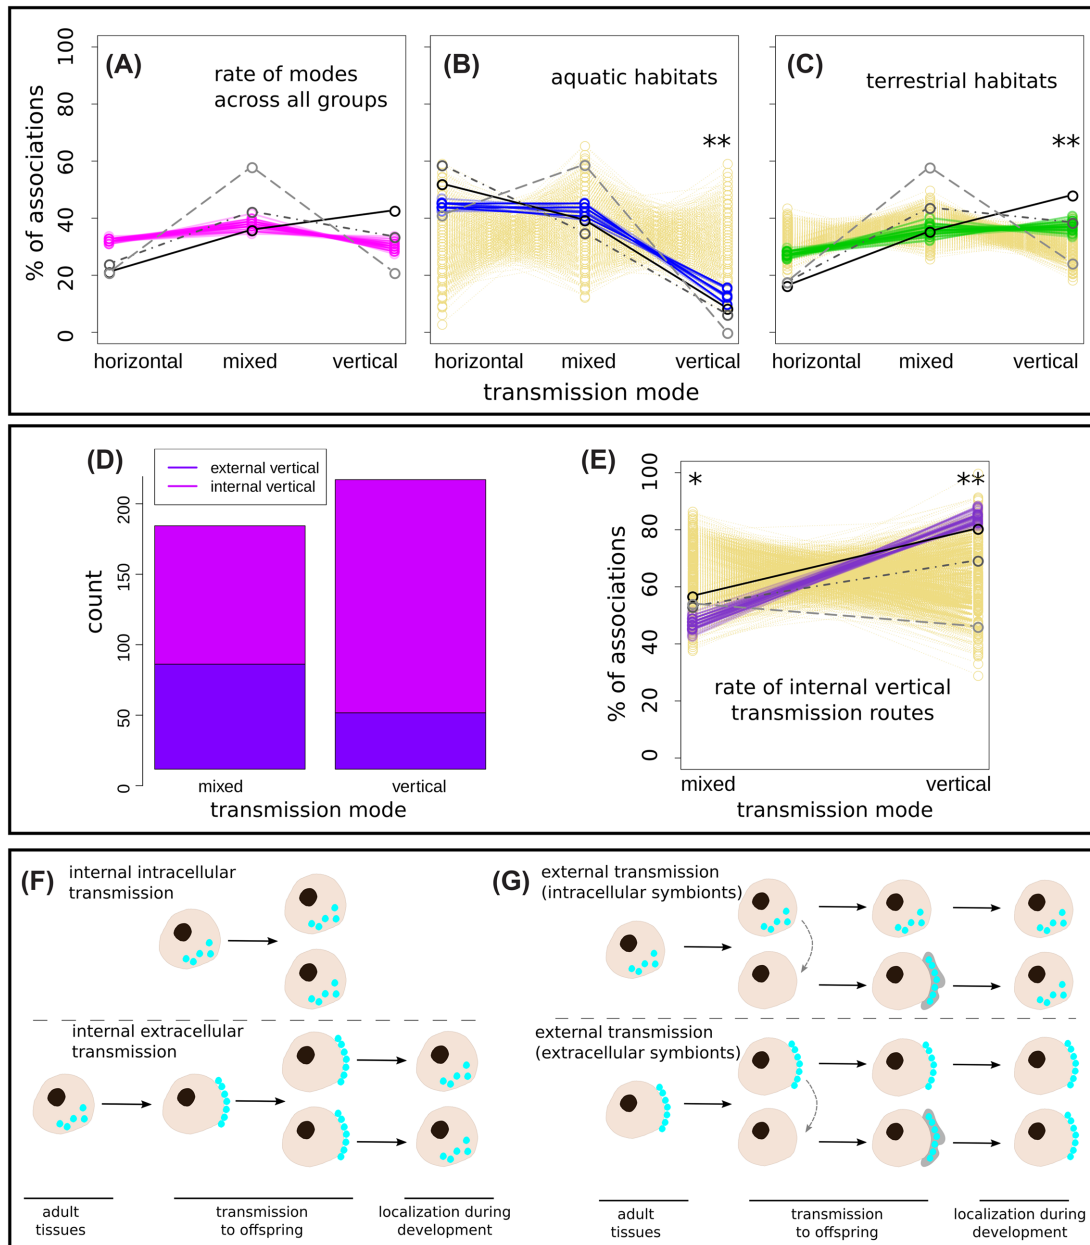 (A)
rate of modes
across all groups
% of associations
0
20
40
60
80
100
horizontal
mixed
vertical
(B)
aquatic habitats
**
horizontal
mixed
vertical
(C)
terrestrial habitats
**
horizontal
mixed
vertical
transmission mode
(D)
external vertical
internal vertical
count
0
50
100
150
200
mixed
vertical
transmission mode
(E)
*
**
% of associations
0
20
40
60
80
100
rate of internal vertical
transmission routes
mixed
vertical
transmission mode
(F)
internal intracellular
transmission
internal extracellular
transmission
adult
tissues
transmission
to offspring
localization during
development
(G)
external transmission
(intracellular symbionts)
external transmission
(extracellular symbionts)
adult
tissues
transmission
to offspring
localization during
development